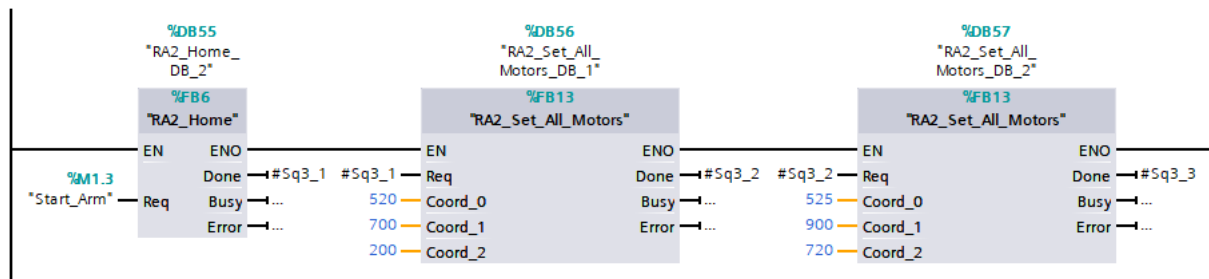 %DB55
"RA2_Home_
DB_2"
%FB6
"RA2_Home"
EN ENO
Done #Sq3_1
%M1.3
"Start_Arm" Req Busy ...
Error ...
%DB56
"RA2_Set_All_
Motors_DB_1"
%FB13
"RA2_Set_All_Motors"
EN ENO
#Sq3_1 Req Done #Sq3_2
520 Coord_0 Busy ...
700 Coord_1 Error ...
200 Coord_2
%DB57
"RA2_Set_All_
Motors_DB_2"
%FB13
"RA2_Set_All_Motors"
EN ENO
#Sq3_2 Req Done #Sq3_3
525 Coord_0 Busy ...
900 Coord_1 Error ...
720 Coord_2